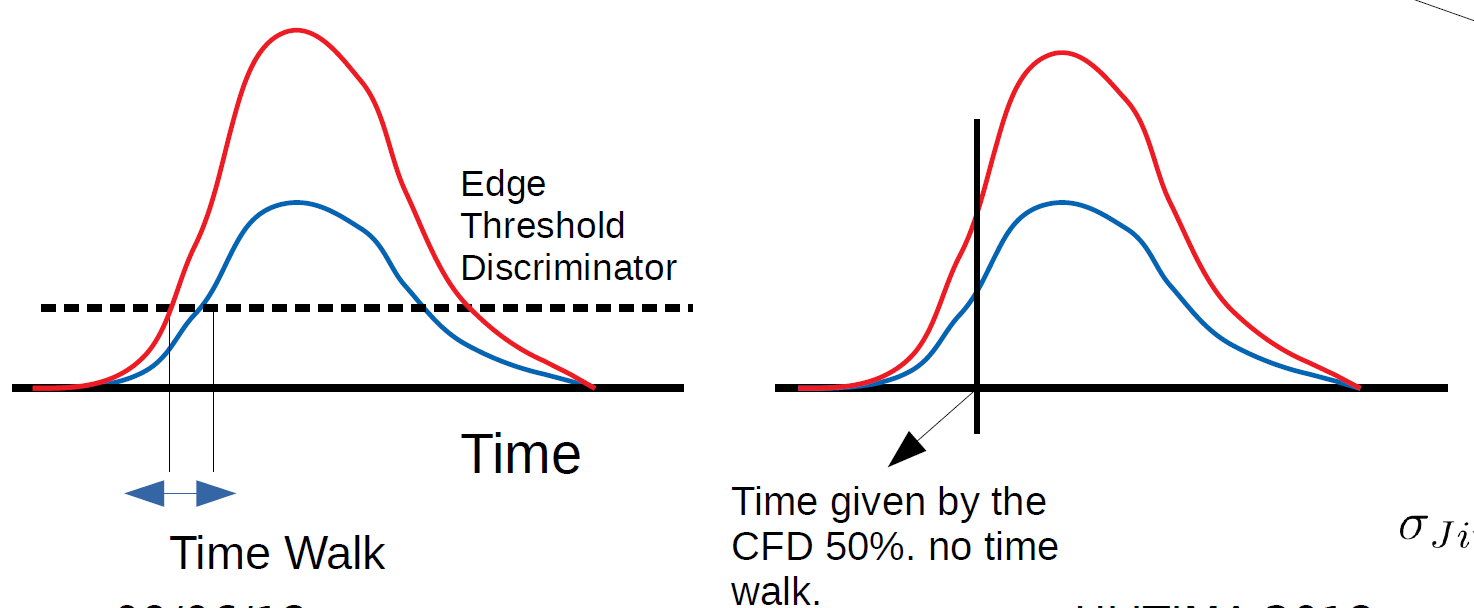 Edge
Threshold
Discriminator
Time
Time Walk
Time given by the
CFD 50%. no time
walk.
σ